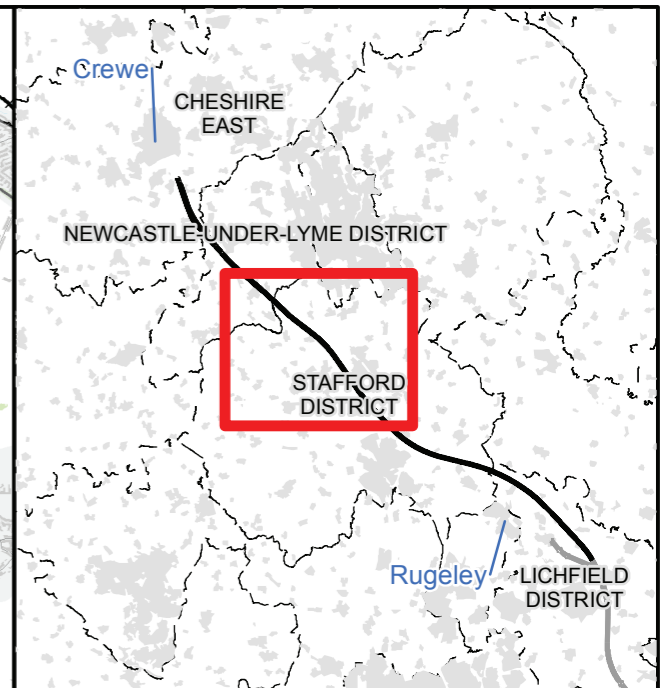 Crewe
CHESHIRE
EAST
NEWCASTLE-UNDER-LYME DISTRICT
STAFFORD
DISTRICT
Rugeley
LICHFIELD
DISTRICT